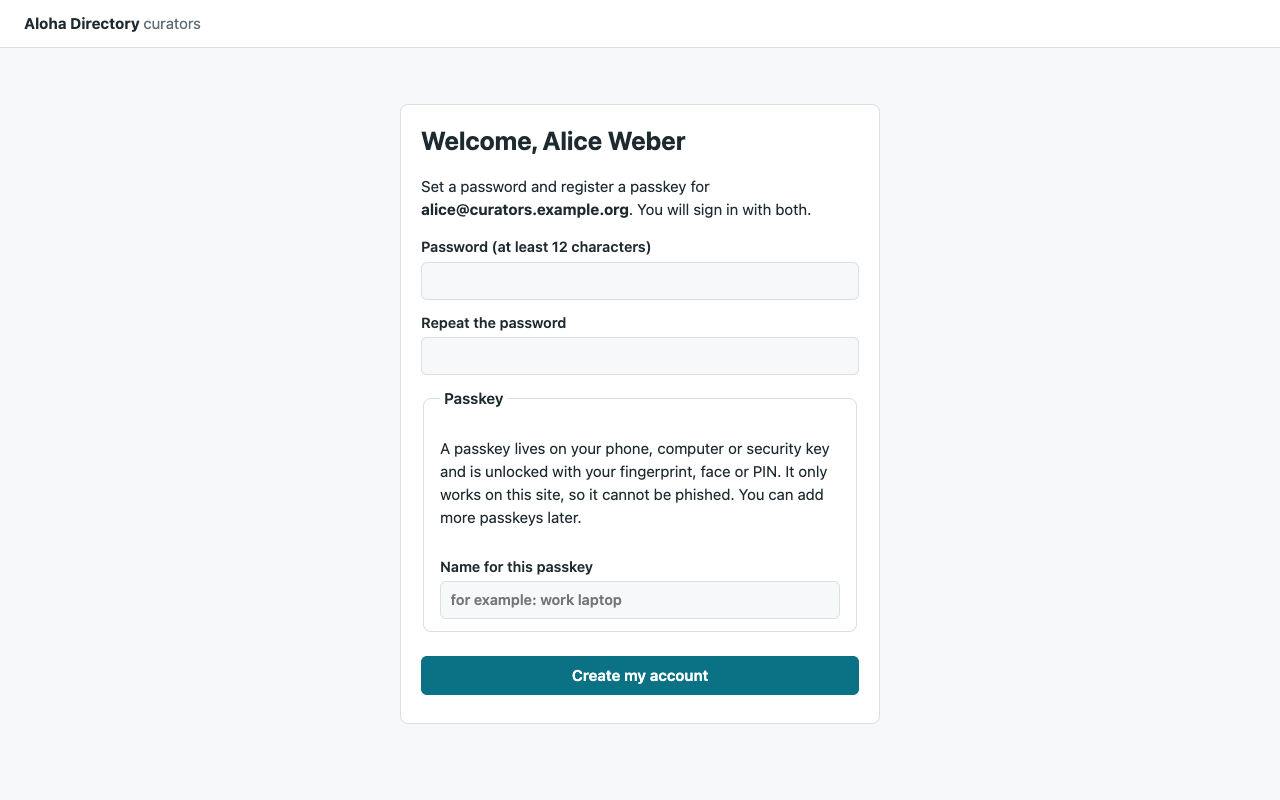 Aloha Directory curators
Welcome, Alice Weber
Set a password and register a passkey for
alice@curators.example.org. You will sign in with both.
Password (at least 12 characters)
Repeat the password
Passkey
A passkey lives on your phone, computer or security key
and is unlocked with your fingerprint, face or PIN. It only
works on this site, so it cannot be phished. You can add
more passkeys later.
Name for this passkey
for example: work laptop
Create my account